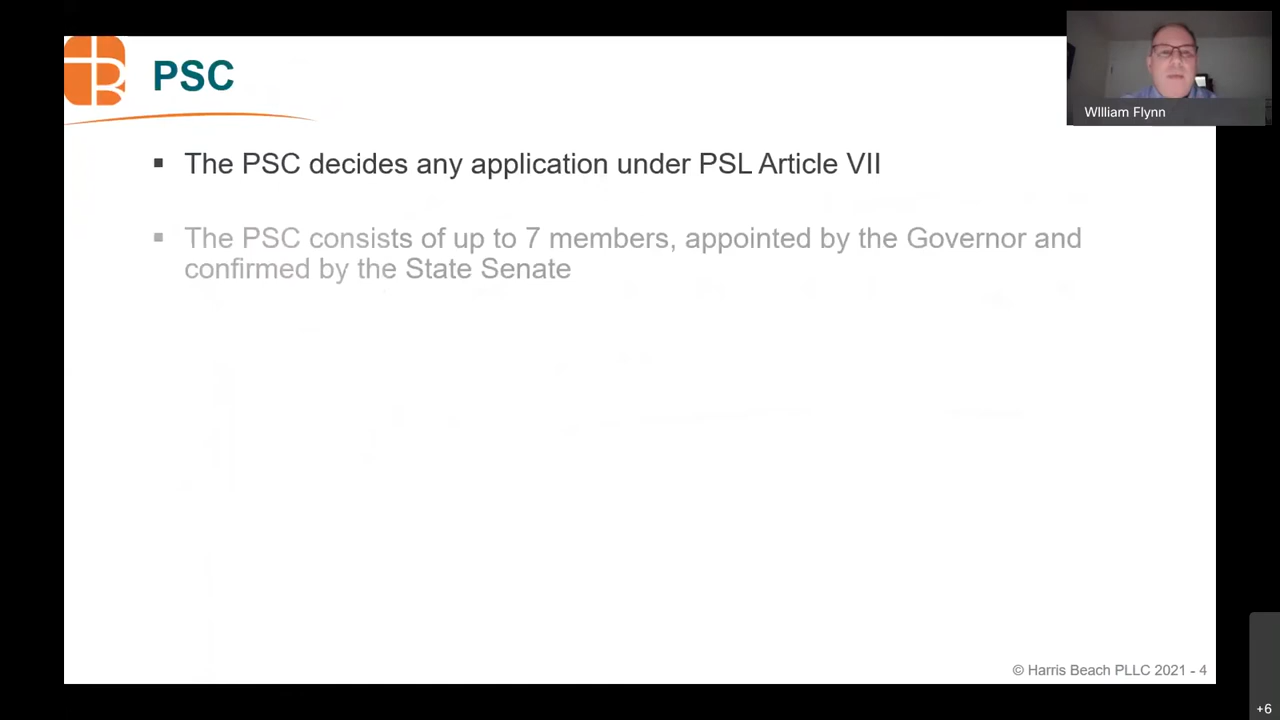 PSC
WIlliam Flynn
▪ The PSC decides any application under PSL Article VII
▪ The PSC consists of up to 7 members, appointed by the Governor and
confirmed by the State Senate
© Harris Beach PLLC 2021 - 4
+6